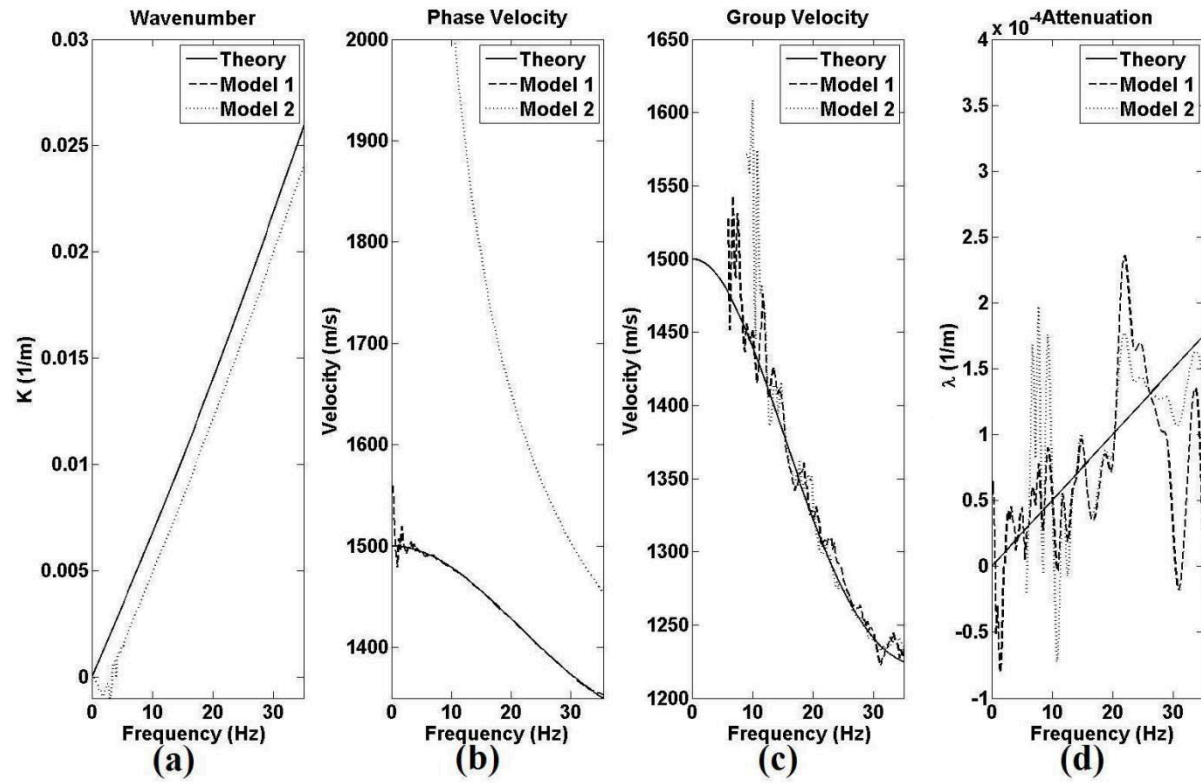 Wavenumber
0.03
0.025
0.02
0.015
0.01
0.005
0
K (1/m)
Theory
Model 1
Model 2
0 10 20 30
Frequency (Hz)
(a)
Phase Velocity
2000
1900
1800
1700
1600
1500
1400
Velocity (m/s)
Theory
Model 1
Model 2
0 10 20 30
Frequency (Hz)
(b)
Group Velocity
1650
1600
1550
1500
1450
1400
1350
1300
1250
1200
Velocity (m/s)
Theory
Model 1
Model 2
0 10 20 30
Frequency (Hz)
(c)
x 10⁻⁴Attenuation
4
3.5
3
2.5
2
1.5
1
0.5
0
-0.5
-1
λ (1/m)
Theory
Model 1
Model 2
0 10 20 30
Frequency (Hz)
(d)